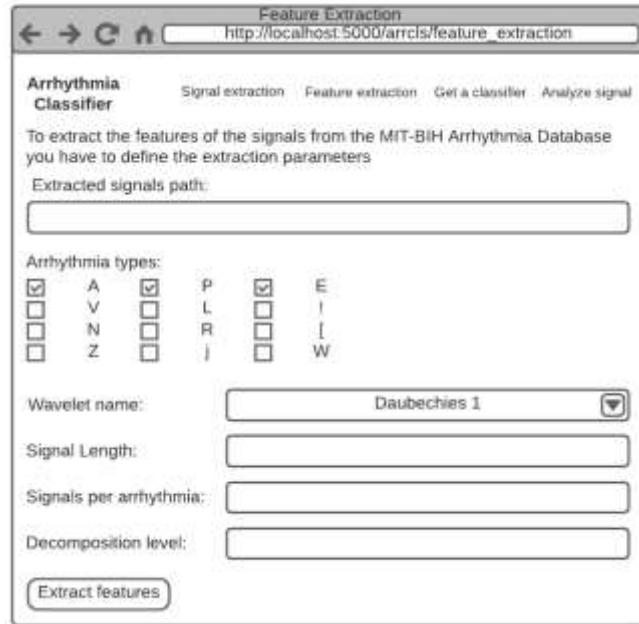 Feature Extraction
http://localhost:5000/arrcls/feature_extraction
Arrhythmia Classifier
Signal extraction Feature extraction Get a classifier Analyze signal
To extract the features of the signals from the MIT-BIH Arrhythmia Database
you have to define the extraction parameters
Extracted signals path:
Arrhythmia types:
A P E
V L !
N R [
Z j W
Wavelet name: Daubechies 1
Signal Length:
Signals per arrhythmia:
Decomposition level:
Extract features